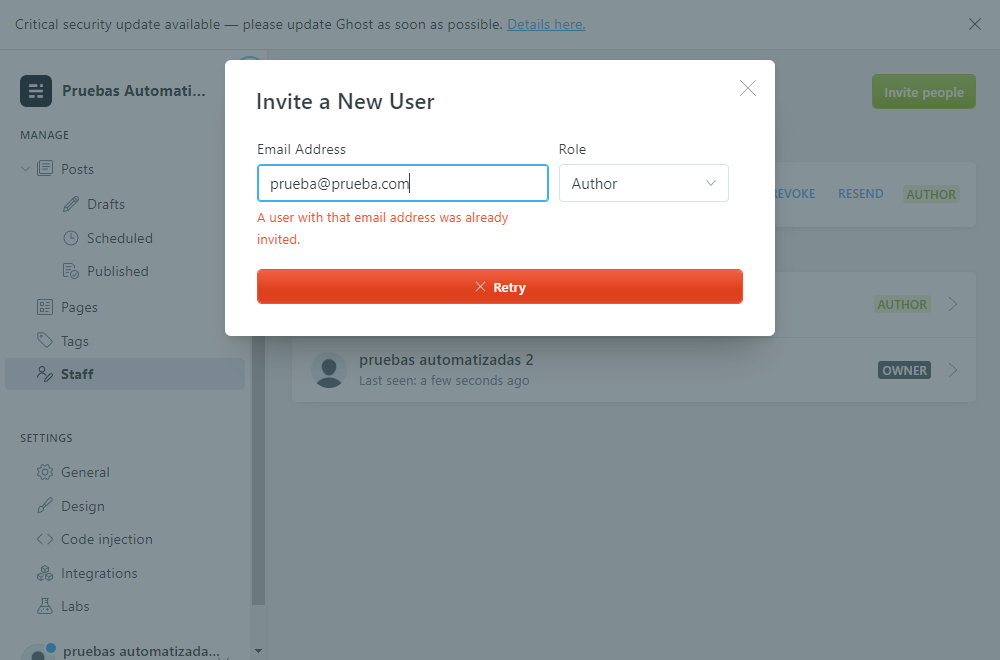 Critical security update available — please update Ghost as soon as possible. Details here.
Pruebas Automati...
Invite people
MANAGE
Posts
Drafts
Scheduled
Published
Pages
Tags
Staff
SETTINGS
General
Design
Code injection
Integrations
Labs
pruebas automatizada...
Invite a New User
Email Address
Role
prueba@prueba.com
Author
A user with that email address was already
invited.
Retry
RESEND
AUTHOR
AUTHOR
pruebas automatizadas 2
Last seen: a few seconds ago
OWNER